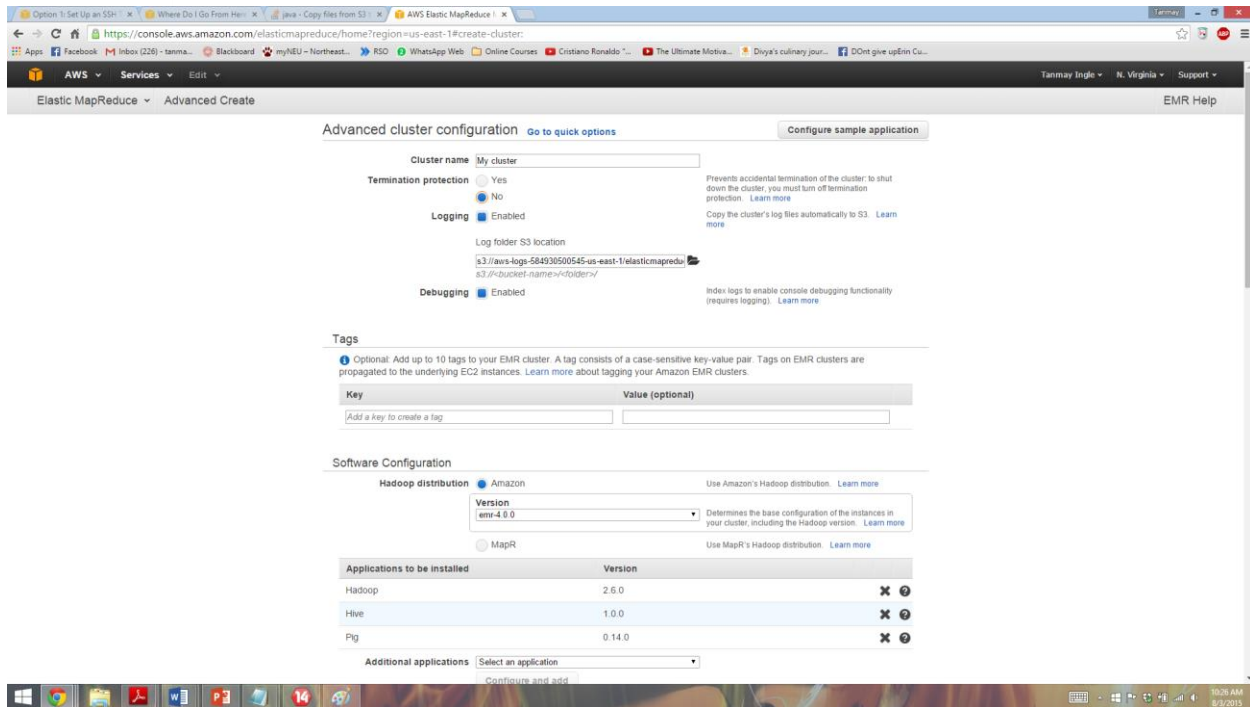 Option 1: Set Up an SSH T
Where Do I Go From Here
java - Copy files from S3 t
AWS Elastic MapReduce
Tanmay
https://console.aws.amazon.com/elasticmapreduce/home?region=us-east-1#create-cluster:
Apps Facebook Inbox (226) - tanma... Blackboard myNEU – Northeast... RSO WhatsApp Web Online Courses Cristiano Ronaldo "... The Ultimate Motiva... Divya's culinary jour... DOnt give upErin Cu...
AWS Services Edit Tanmay Ingle N. Virginia Support
Elastic MapReduce Advanced Create EMR Help
Advanced cluster configuration Go to quick options Configure sample application
Cluster name My cluster
Termination protection Yes
No
Prevents accidental termination of the cluster: to shut
down the cluster, you must turn off termination
protection. Learn more
Logging Enabled
Copy the cluster's log files automatically to S3. Learn
more
Log folder S3 location
s3://aws-logs-584930500545-us-east-1/elasticmapredu
s3://<bucket-name>/<folder>/
Debugging Enabled
Index logs to enable console debugging functionality
(requires logging). Learn more
Tags
Optional: Add up to 10 tags to your EMR cluster. A tag consists of a case-sensitive key-value pair. Tags on EMR clusters are
propagated to the underlying EC2 instances. Learn more about tagging your Amazon EMR clusters.
Key Value (optional)
Add a key to create a tag
Software Configuration
Hadoop distribution Amazon Use Amazon's Hadoop distribution. Learn more
Version
emr-4.0.0
Determines the base configuration of the instances in
your cluster, including the Hadoop version. Learn more
MapR Use MapR's Hadoop distribution. Learn more
Applications to be installed Version
Hadoop 2.6.0
Hive 1.0.0
Pig 0.14.0
Additional applications Select an application
Configure and add
14
10:26 AM
8/3/2015